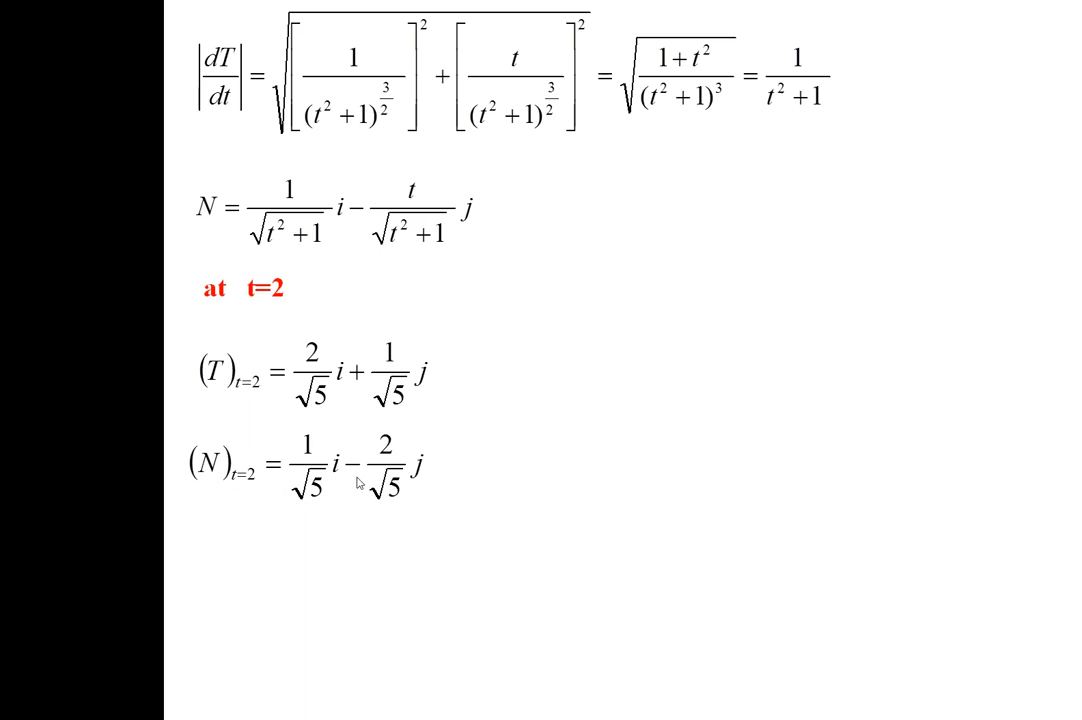 |dT/dt| = √([1/(t² +1)^(3/2)]² + [t/(t² +1)^(3/2)]²) = √((1+t²)/(t² +1)³) = 1/(t² +1)
N = 1/√(t² +1) i − t/√(t² +1) j
at t=2
(T)ₜ₌₂ = 2/√5 i + 1/√5 j
(N)ₜ₌₂ = 1/√5 i − 2/√5 j